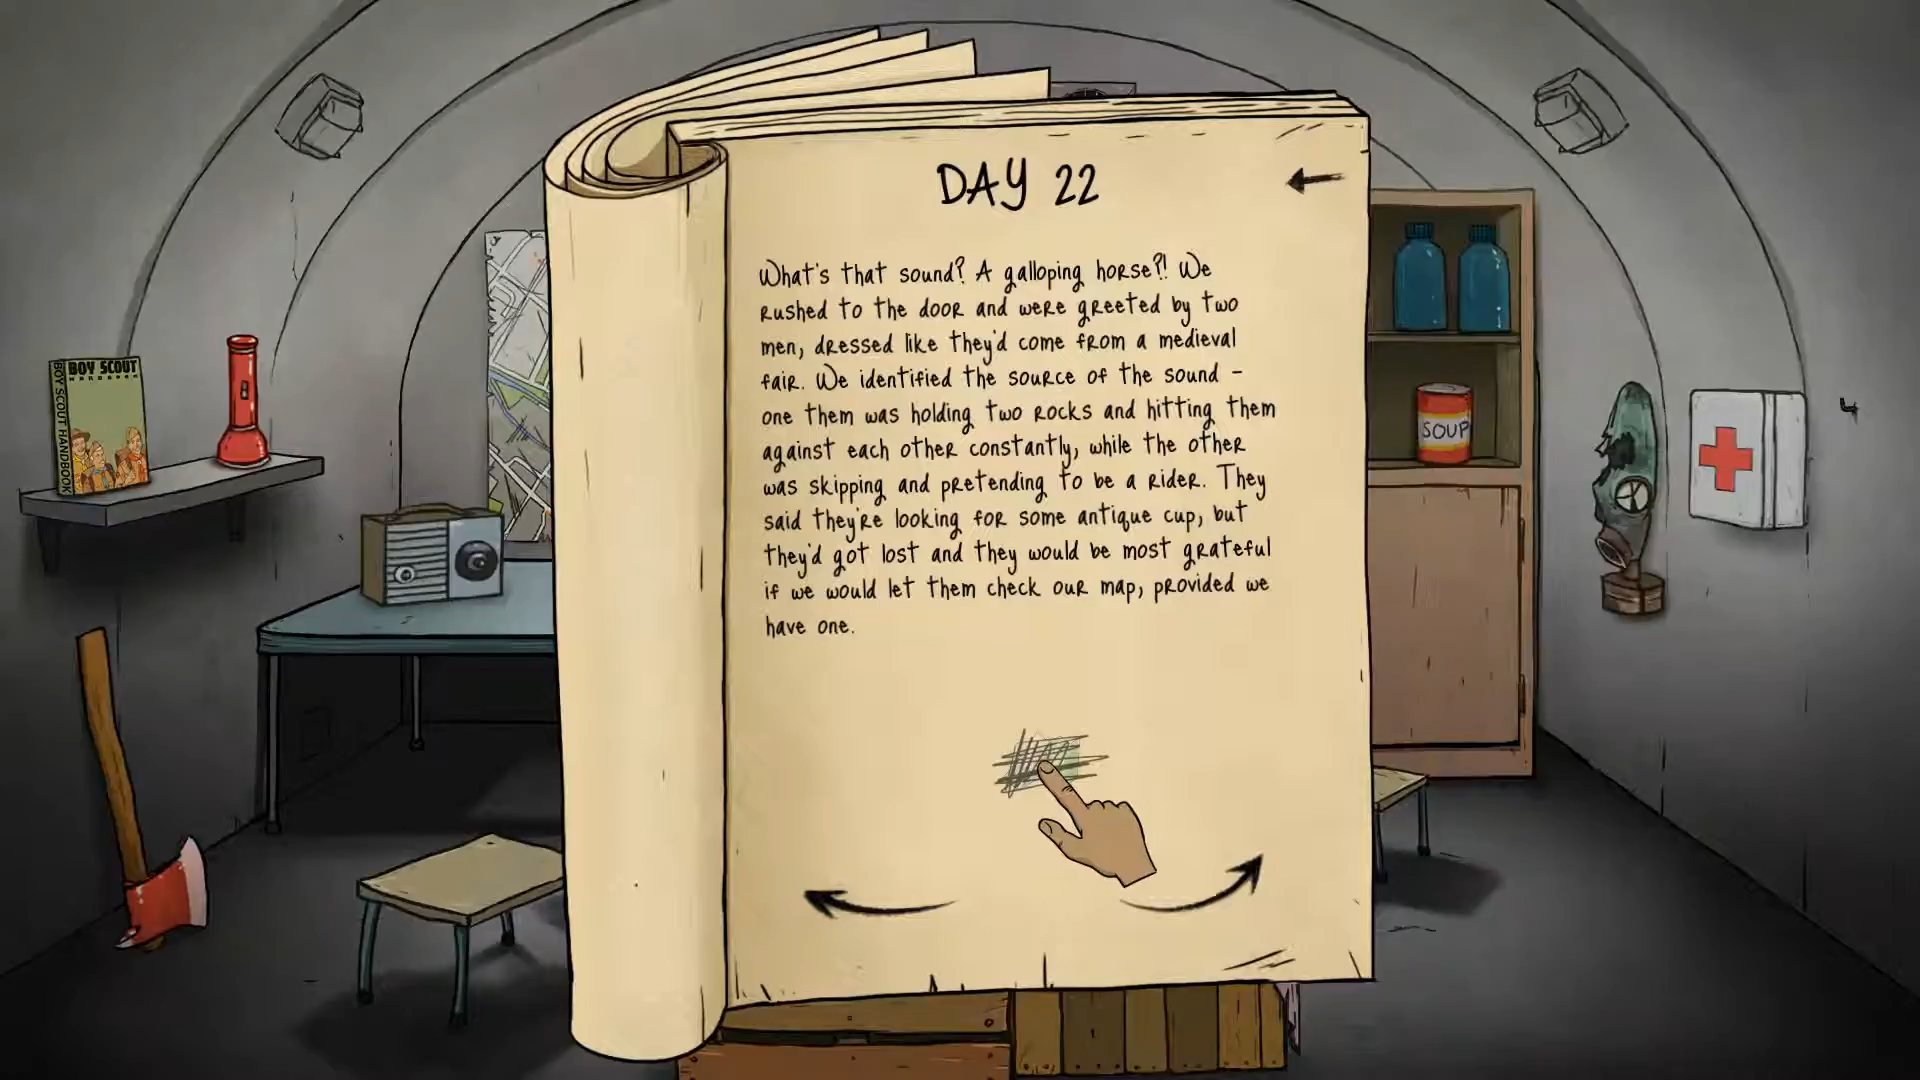 DAY 22
What's that sound? A galloping horse?! We
rushed to the door and were greeted by two
men, dressed like they'd come from a medieval
fair. We identified the source of the sound -
one them was holding two rocks and hitting them
against each other constantly, while the other
was skipping and pretending to be a rider. They
said they're looking for some antique cup, but
they'd got lost and they would be most grateful
if we would let them check our map, provided we
have one.
BOY SCOUT
HANDBOOK
BOY SCOUT HANDBOOK
SOUP